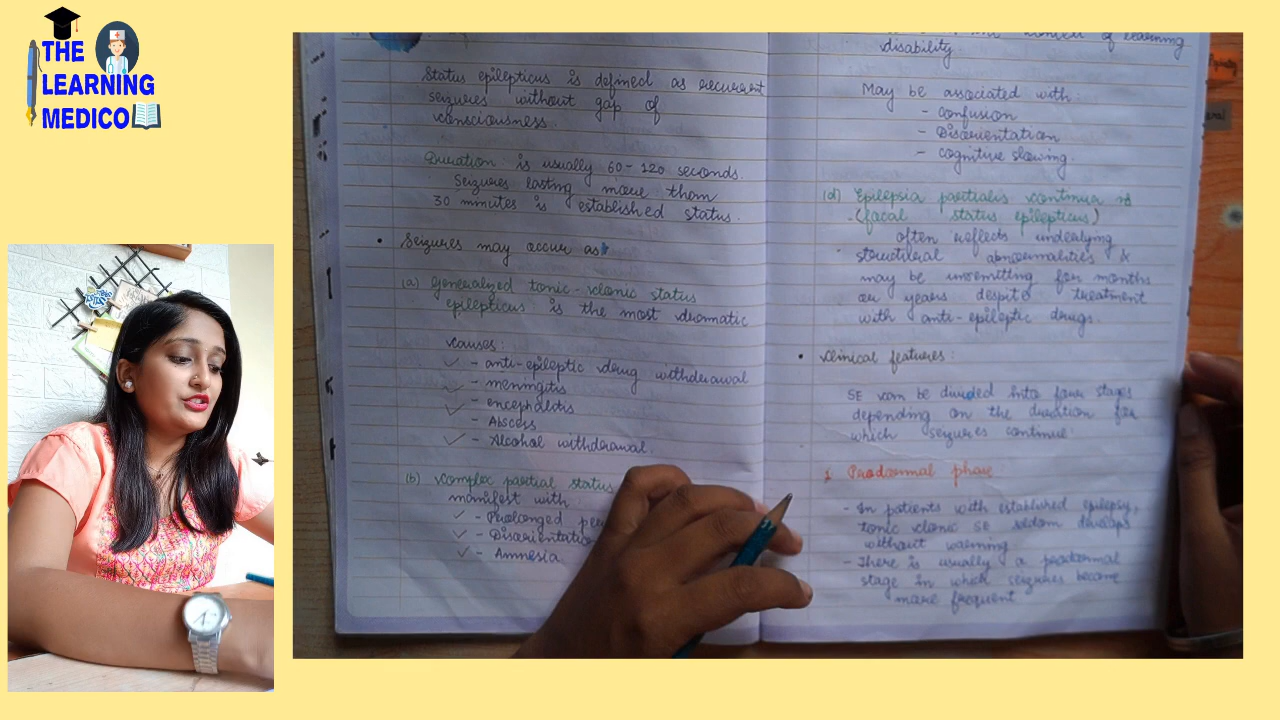 THE
LEARNING
MEDICO
Status epilepticus is defined as recurrent
seizures without gap of
consciousness.
Duration is usually 60-120 seconds.
Seizures lasting more than
30 minutes is established status.
• Seizures may occur as
(a) Generalized tonic-clonic status
epilepticus is the most dramatic
causes:
- anti-epileptic drug withdrawal
- meningitis
- encephalitis
- Abscess
- Alcohol withdrawal.
(b) Complex partial status
manifest with
- Prolonged
- Disorientation
- Amnesia
of learning
disability.
May be associated with:
- confusion
- Disorientation
- cognitive slowing.
(d) Epilepsia partialis continua is
(focal status epilepticus)
often reflects underlying
structural abnormalities &
may be unremitting for months
or years despite treatment
with anti-epileptic drugs.
• Clinical features:
SE can be divided into four stages
depending on the duration for
which seizures continue.
1. Prodromal phase
- In patients with established epilepsy,
tonic clonic SE seldom develops
without warning.
- There is usually a prodromal
stage in which seizures become
more frequent